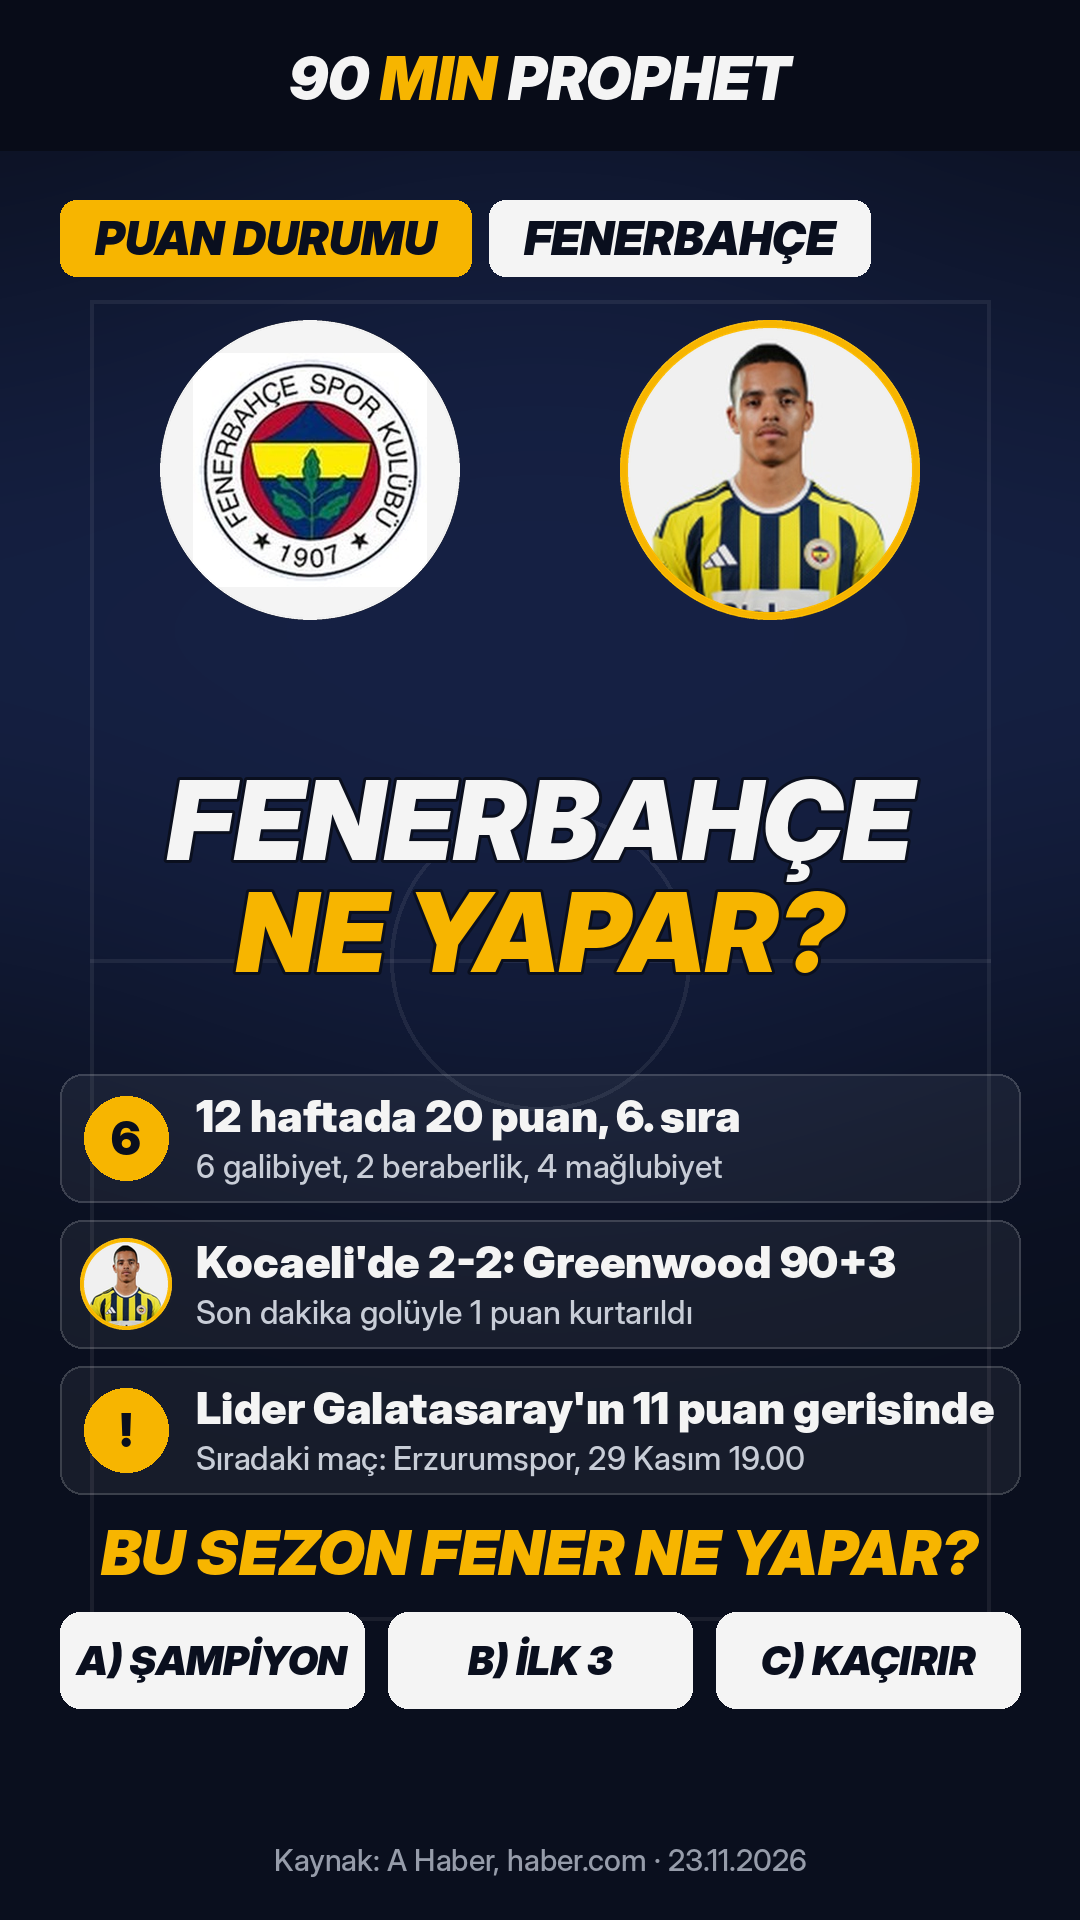 90 MIN PROPHET
PUAN DURUMU
FENERBAHÇE
FENERBAHÇE SPOR KULÜBÜ
★ 1907 ★
FENERBAHÇE
NE YAPAR?
6
12 haftada 20 puan, 6. sıra
6 galibiyet, 2 beraberlik, 4 mağlubiyet
Kocaeli'de 2-2: Greenwood 90+3
Son dakika golüyle 1 puan kurtarıldı
!
Lider Galatasaray'ın 11 puan gerisinde
Sıradaki maç: Erzurumspor, 29 Kasım 19.00
BU SEZON FENER NE YAPAR?
A) ŞAMPİYON
B) İLK 3
C) KAÇIRIR
Kaynak: A Haber, haber.com · 23.11.2026